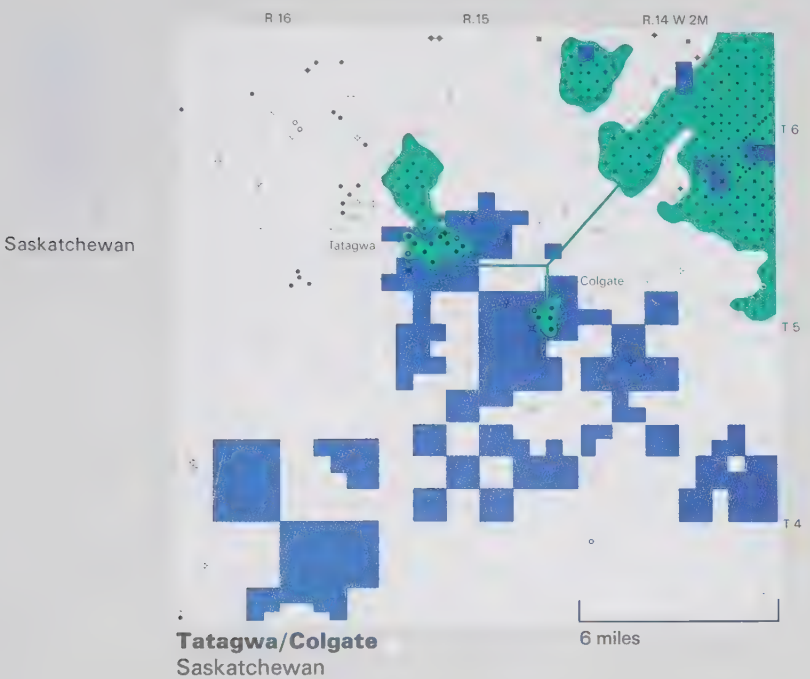 R 16
R.15
R.14 W 2M
T 6
Saskatchewan
Tatagwa
Colgate
T 5
T 4
6 miles
Tatagwa/Colgate
Saskatchewan